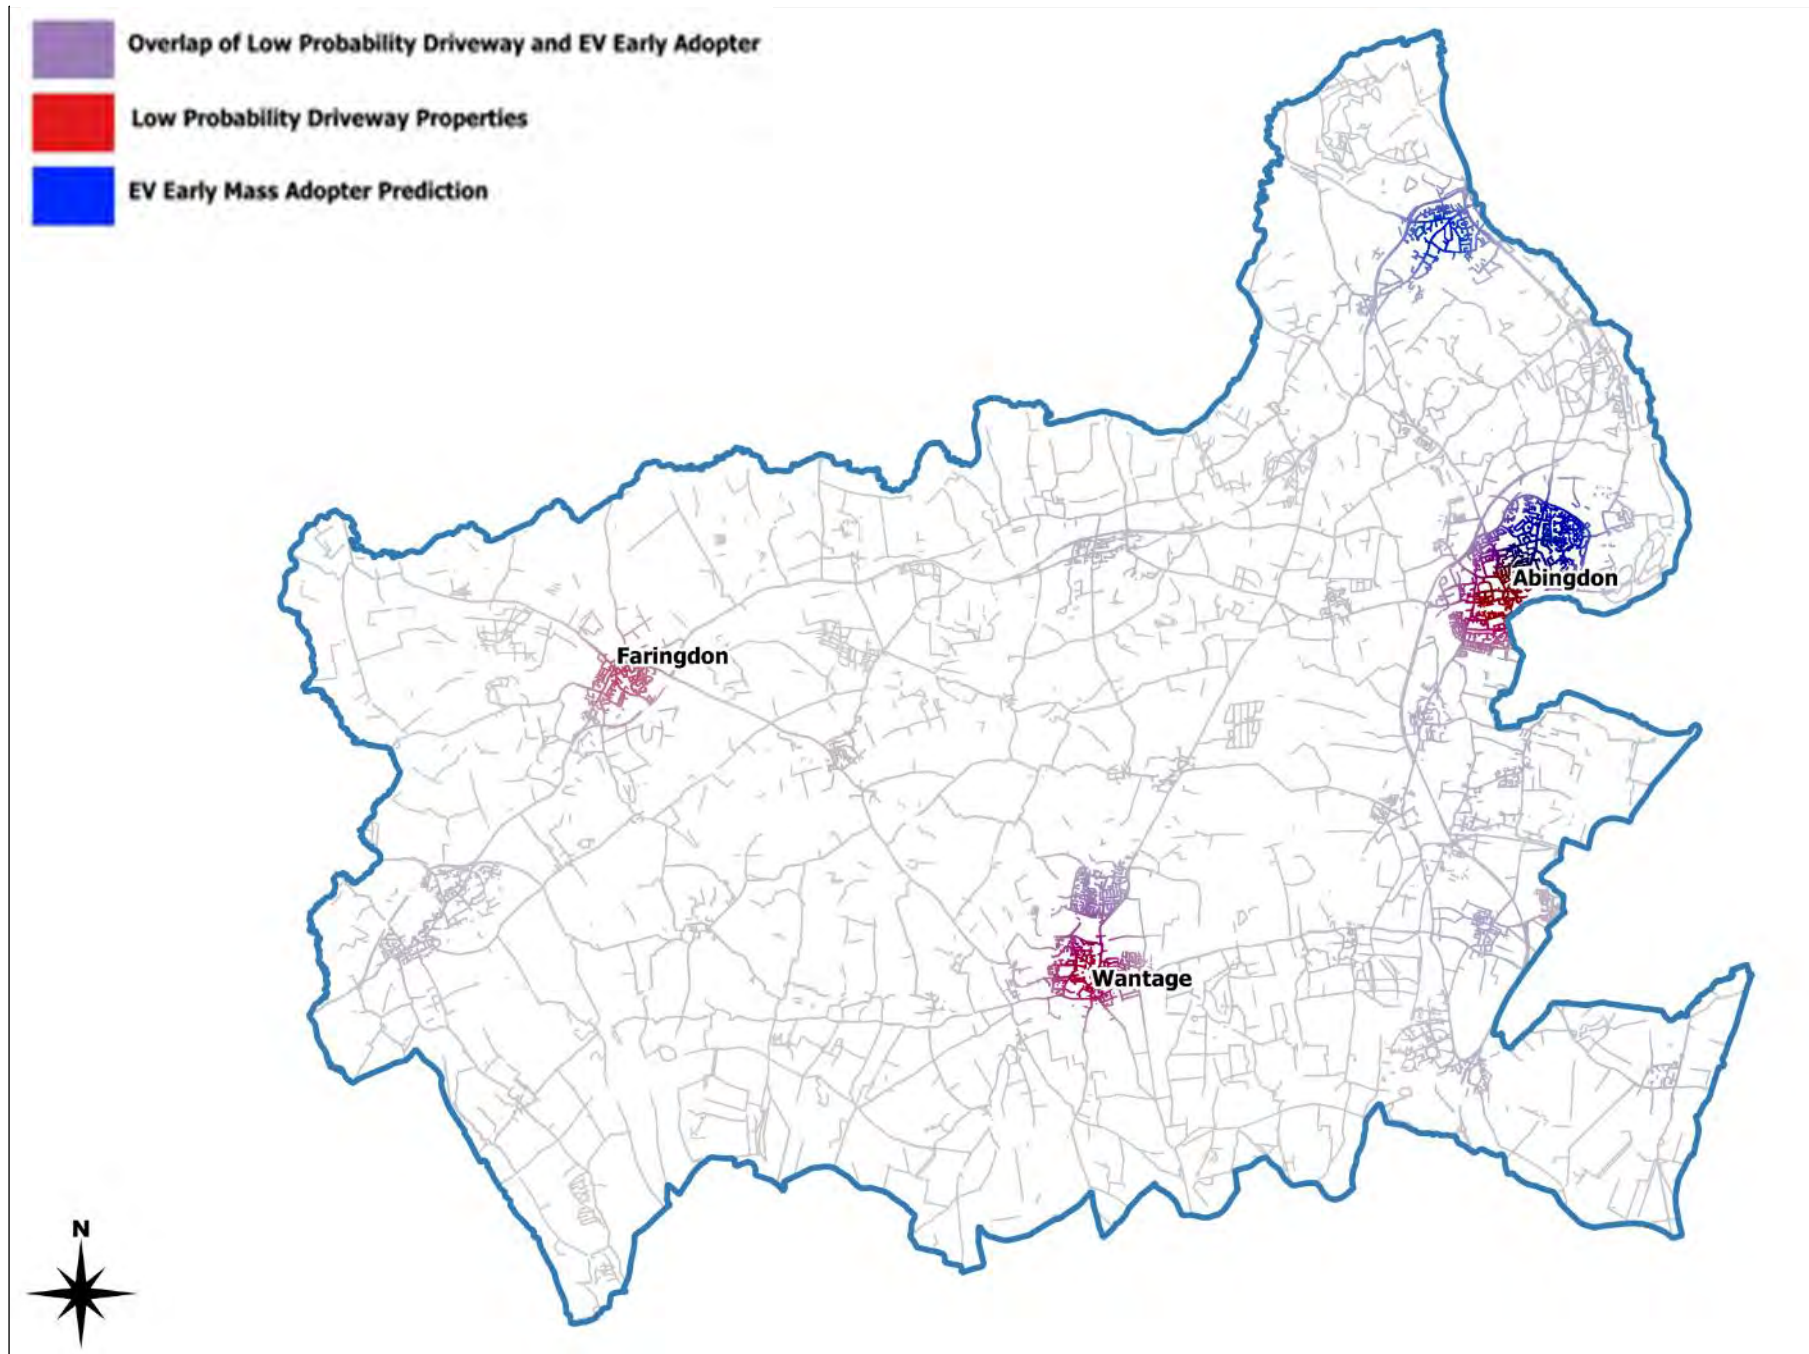 Overlap of Low Probability Driveway and EV Early Adopter
Low Probability Driveway Properties
EV Early Mass Adopter Prediction
Abingdon
Faringdon
Wantage
N